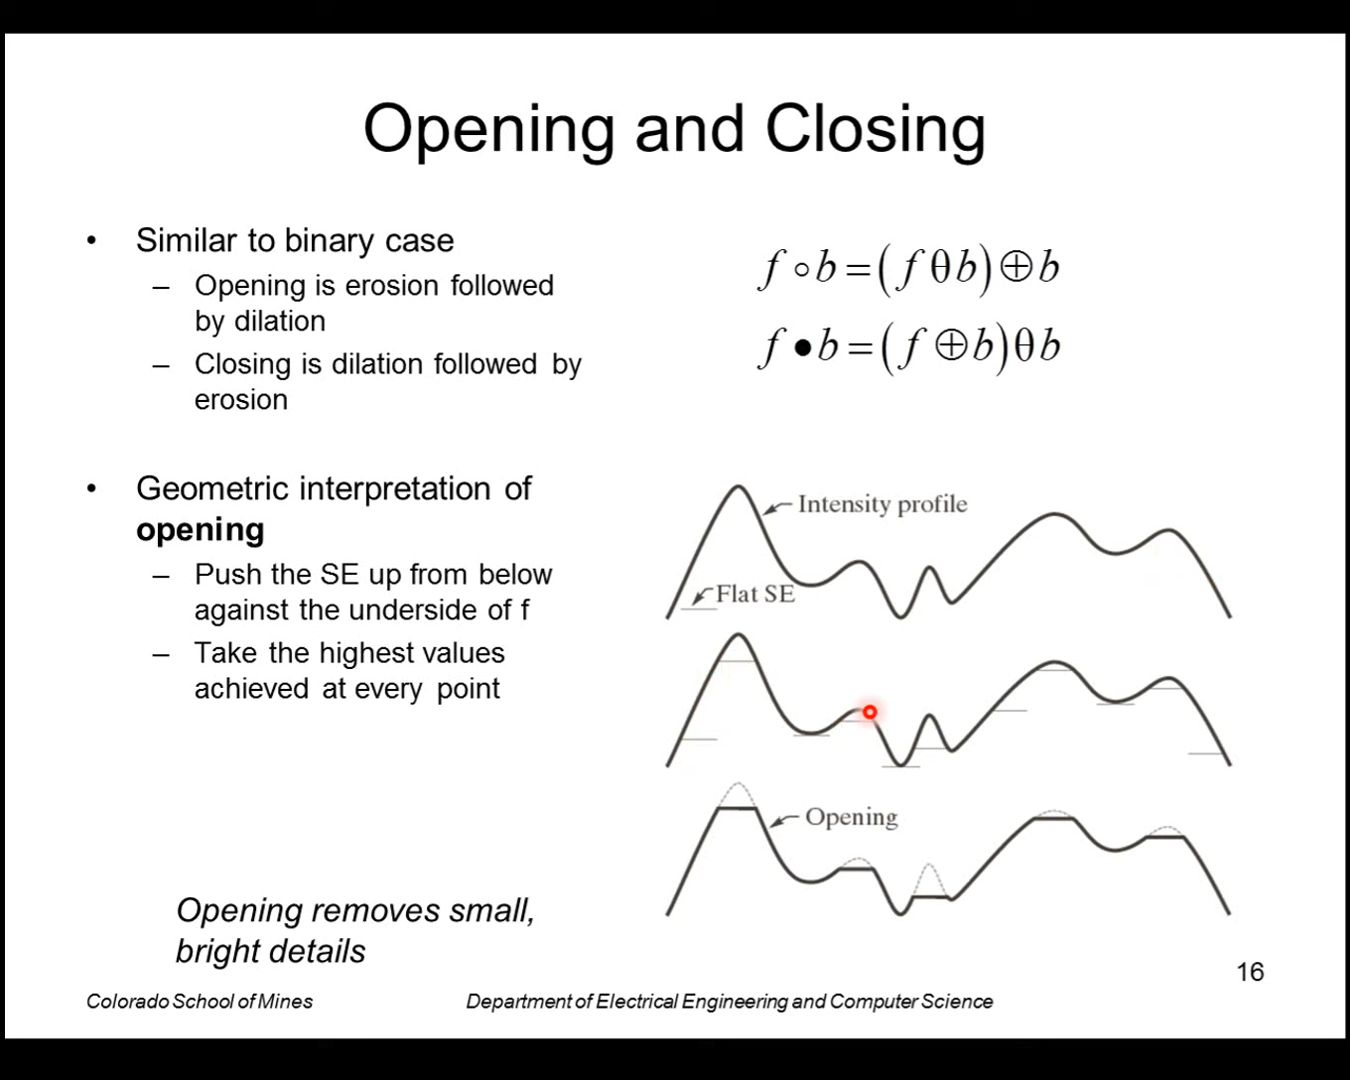 Opening and Closing
• Similar to binary case
– Opening is erosion followed
by dilation
– Closing is dilation followed by
erosion
f ∘ b = (f θ b) ⊕ b
f • b = (f ⊕ b) θ b
• Geometric interpretation of
opening
– Push the SE up from below
against the underside of f
– Take the highest values
achieved at every point
Intensity profile
Flat SE
Opening
Opening removes small,
bright details
16
Colorado School of Mines
Department of Electrical Engineering and Computer Science